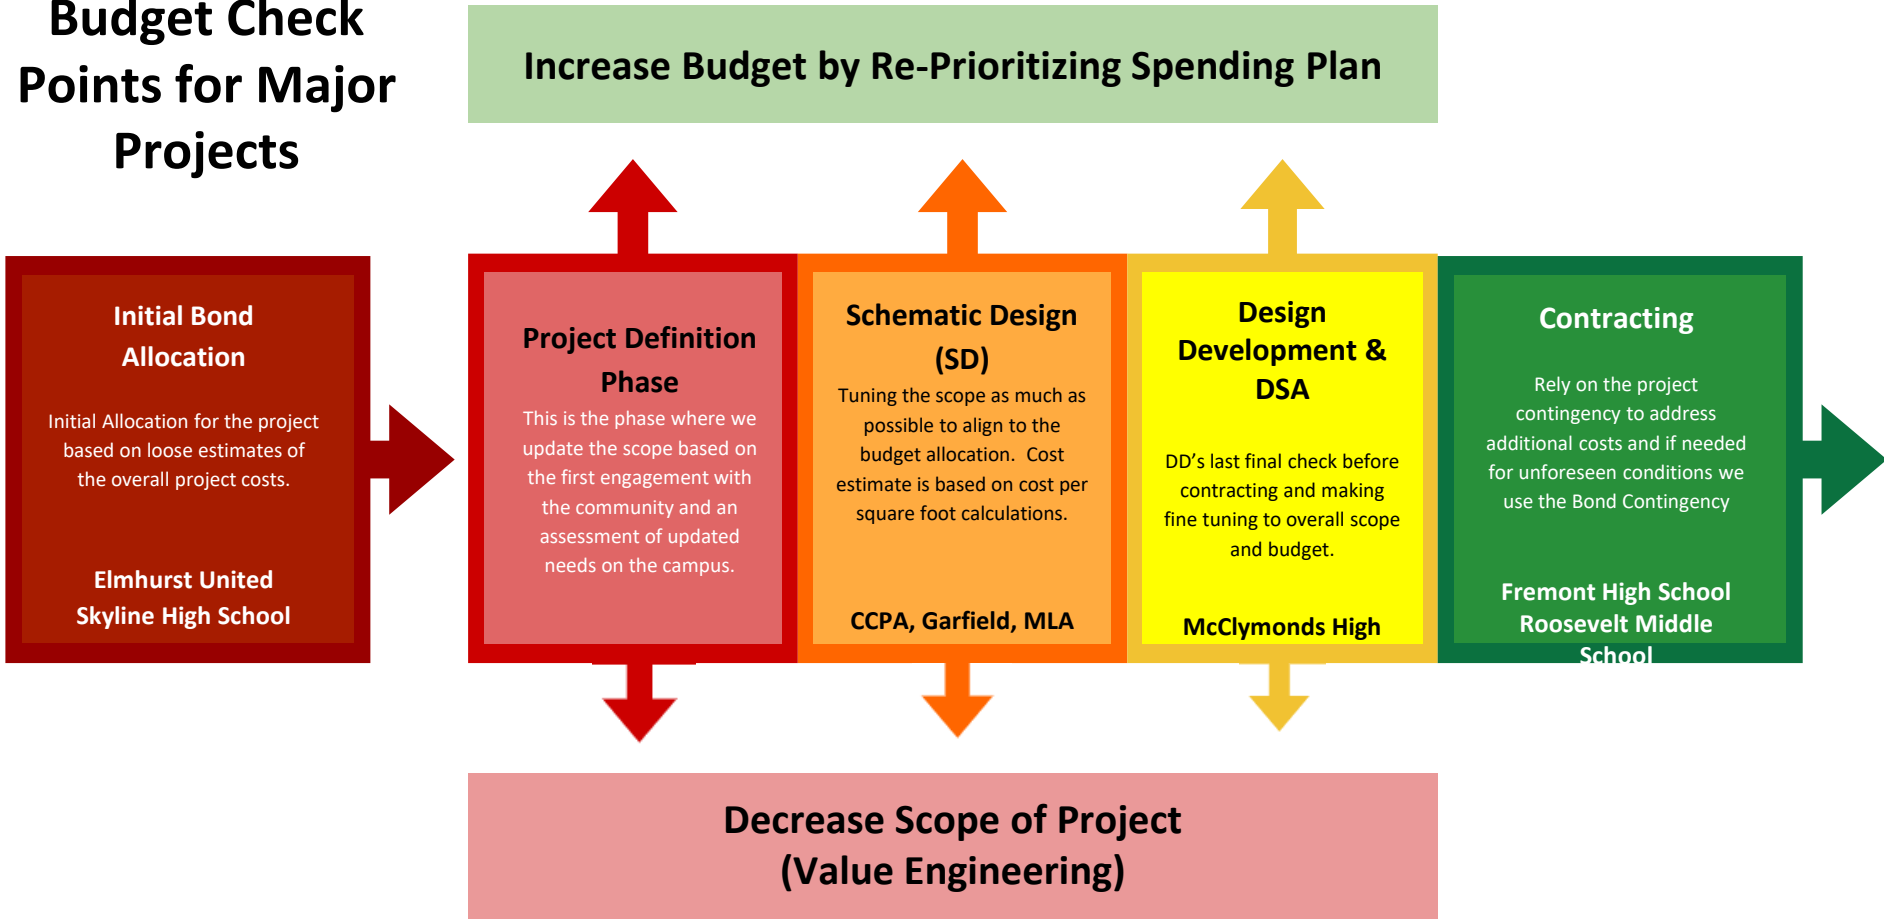 Budget Check
Points for Major
Projects
Increase Budget by Re-Prioritizing Spending Plan
Initial Bond
Allocation
Initial Allocation for the project
based on loose estimates of
the overall project costs.
Elmhurst United
Skyline High School
Project Definition
Phase
This is the phase where we
update the scope based on
the first engagement with
the community and an
assessment of updated
needs on the campus.
Schematic Design
(SD)
Tuning the scope as much as
possible to align to the
budget allocation.  Cost
estimate is based on cost per
square foot calculations.
CCPA, Garfield, MLA
Design
Development &
DSA
DD's last final check before
contracting and making
fine tuning to overall scope
and budget.
McClymonds High
Contracting
Rely on the project
contingency to address
additional costs and if needed
for unforeseen conditions we
use the Bond Contingency
Fremont High School
Roosevelt Middle
School
Decrease Scope of Project
(Value Engineering)